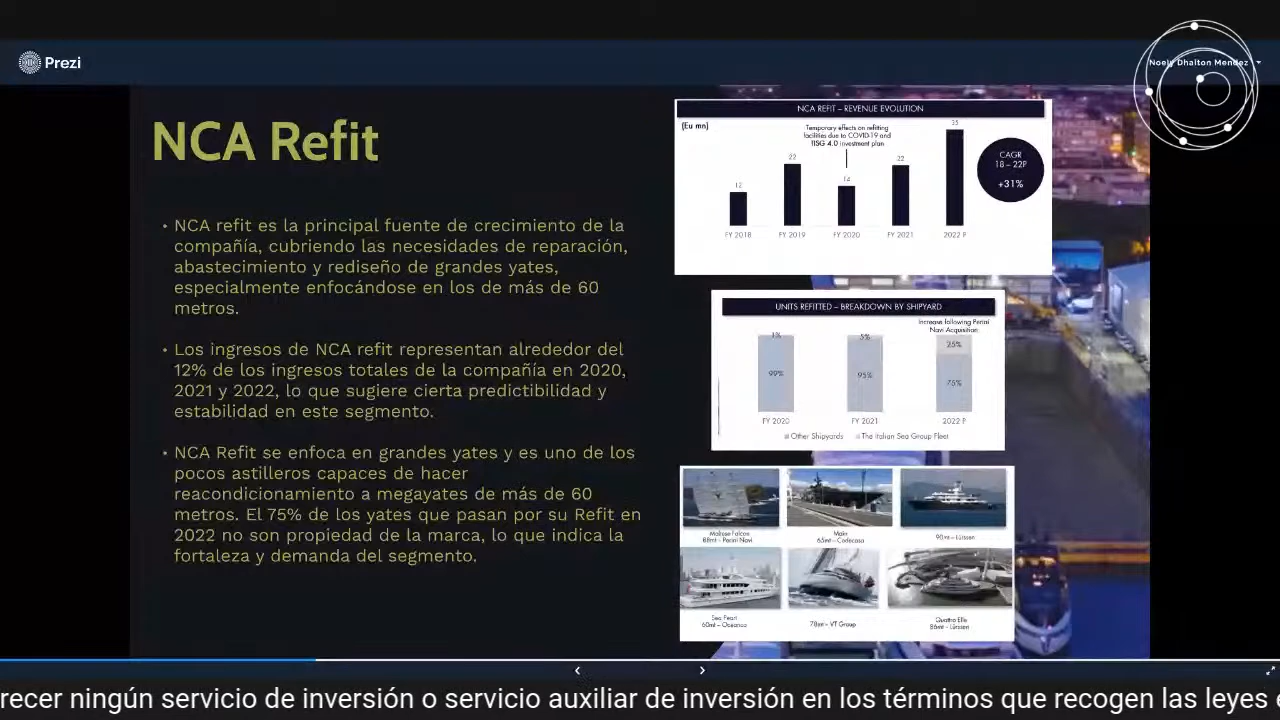 Prezi
Noely Dhalton Mendez
NCA Refit
• NCA refit es la principal fuente de crecimiento de la
compañía, cubriendo las necesidades de reparación,
abastecimiento y rediseño de grandes yates,
especialmente enfocándose en los de más de 60
metros.
• Los ingresos de NCA refit representan alrededor del
12% de los ingresos totales de la compañía en 2020,
2021 y 2022, lo que sugiere cierta predictibilidad y
estabilidad en este segmento.
• NCA Refit se enfoca en grandes yates y es uno de los
pocos astilleros capaces de hacer
reacondicionamiento a megayates de más de 60
metros. El 75% de los yates que pasan por su Refit en
2022 no son propiedad de la marca, lo que indica la
fortaleza y demanda del segmento.
NCA REFIT – REVENUE EVOLUTION
(Eu mn)
Temporary effects on refitting
facilities due to COVID-19 and
TISG 4.0 investment plan
12
22
14
22
35
FY 2018
FY 2019
FY 2020
FY 2021
2022 P
CAGR
18 – 22P
+31%
UNITS REFITTED – BREAKDOWN BY SHIPYARD
Increase following Perini
Navi Acquisition
1%
5%
25%
99%
95%
75%
FY 2020
FY 2021
2022 P
Other Shipyards
The Italian Sea Group Fleet
Maltese Falcon
88mt – Perini Navi
Main
65mt – Codecasa
90mt – Lürssen
Sea Pearl
60mt – Oceanco
78mt – VT Group
Quattro Elle
86mt – Lürssen
recer ningún servicio de inversión o servicio auxiliar de inversión en los términos que recogen las leyes